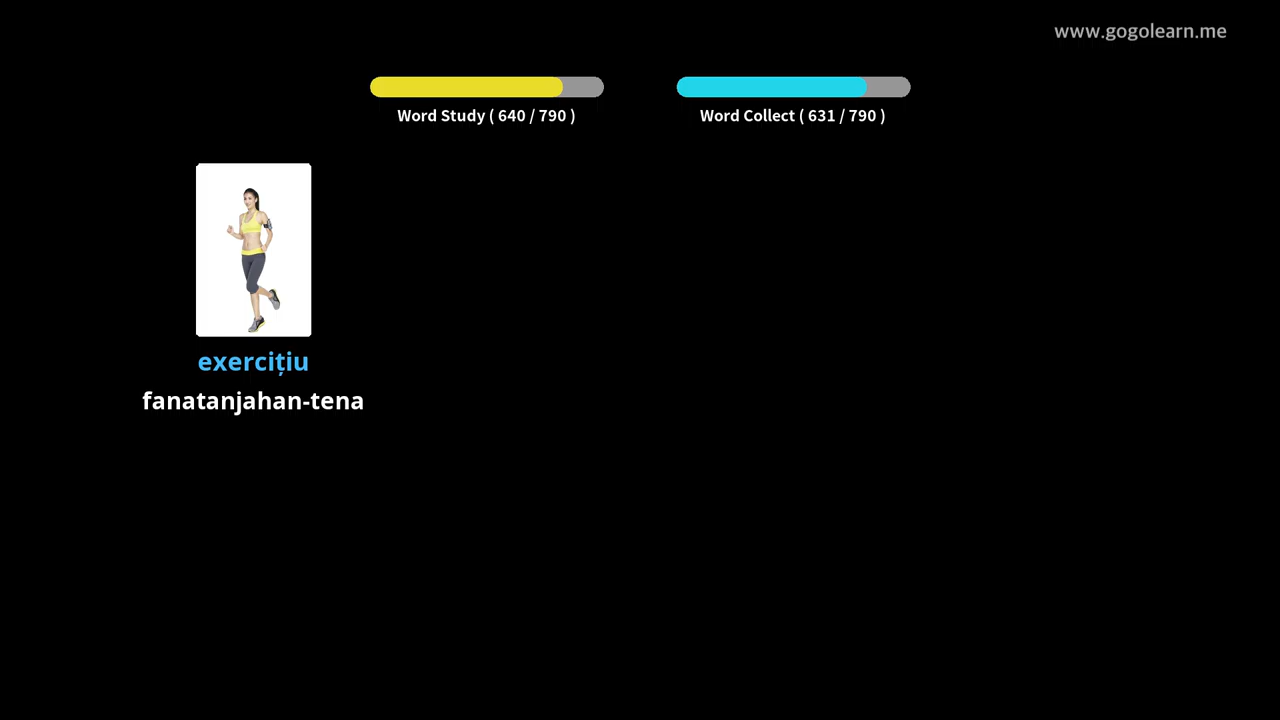 www.gogolearn.me
Word Study ( 640 / 790 )
Word Collect ( 631 / 790 )
exercițiu
fanatanjahan-tena